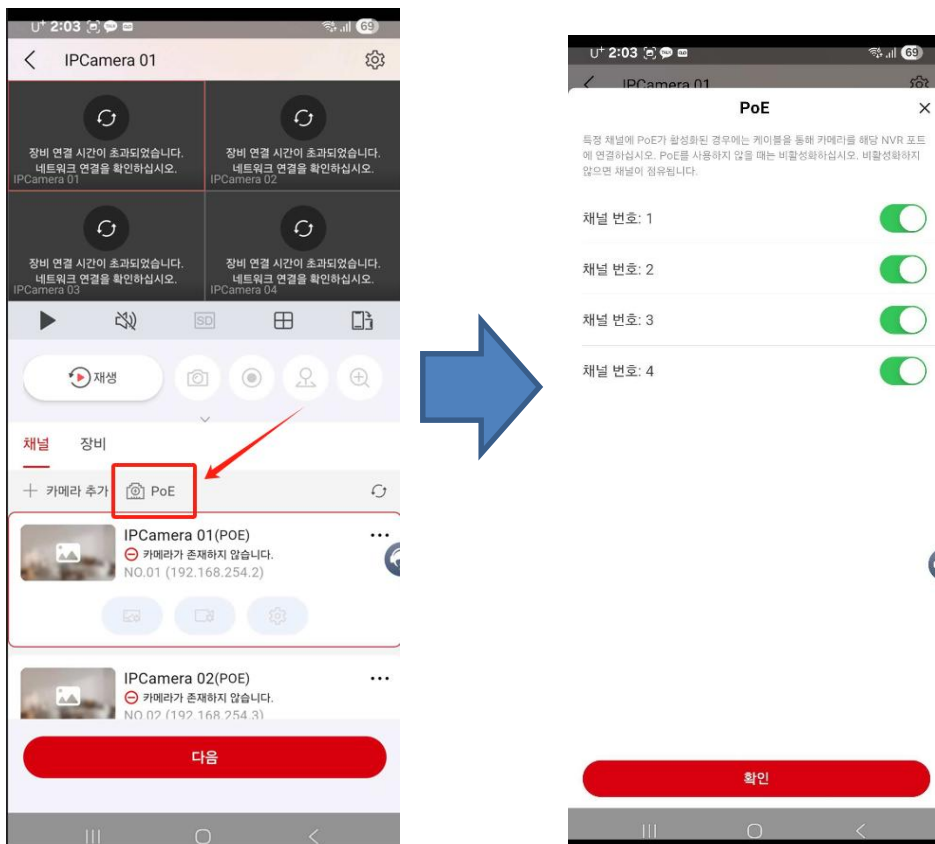 U+ 2:03
69
IPCamera 01
장비 연결 시간이 초과되었습니다.
네트워크 연결을 확인하십시오.
IPCamera 01
장비 연결 시간이 초과되었습니다.
네트워크 연결을 확인하십시오.
IPCamera 02
장비 연결 시간이 초과되었습니다.
네트워크 연결을 확인하십시오.
IPCamera 03
장비 연결 시간이 초과되었습니다.
네트워크 연결을 확인하십시오.
IPCamera 04
SD
재생
채널 장비
카메라 추가 PoE
IPCamera 01(POE)
카메라가 존재하지 않습니다.
NO.01 (192.168.254.2)
IPCamera 02(POE)
카메라가 존재하지 않습니다.
NO.02 (192.168.254.3)
다음
U+ 2:03
69
IPCamera 01
PoE
특정 채널에 PoE가 활성화된 경우에는 케이블을 통해 카메라를 해당 NVR 포트
에 연결하십시오. PoE를 사용하지 않을 때는 비활성화하십시오. 비활성화하지
않으면 채널이 점유됩니다.
채널 번호: 1
채널 번호: 2
채널 번호: 3
채널 번호: 4
확인